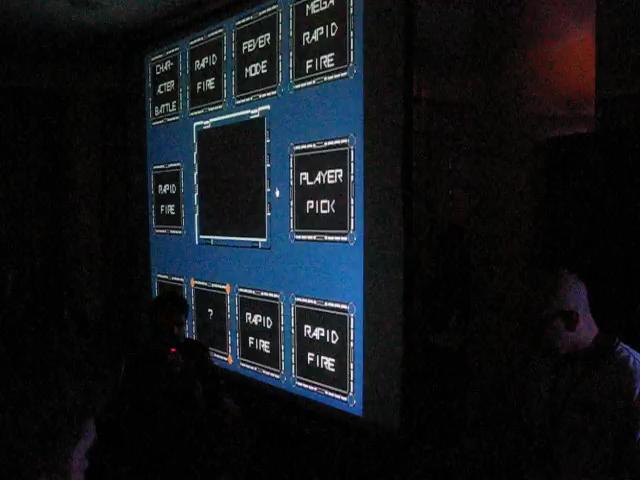 CHAR-
ACTER
BATTLE
RAPID
FIRE
FEVER
MODE
MEGA
RAPID
FIRE
RAPID
FIRE
PLAYER
PICK
?
RAPID
FIRE
RAPID
FIRE